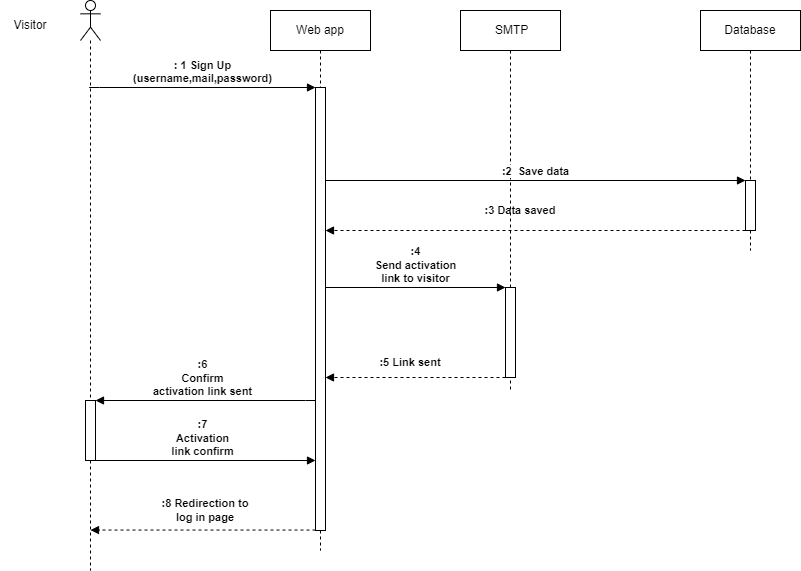 Visitor
Web app
SMTP
Database
: 1 Sign Up
(username,mail,password)
:2 Save data
:3 Data saved
:4
Send activation
link to visitor
:5 Link sent
:6
Confirm
activation link sent
:7
Activation
link confirm
:8 Redirection to
log in page